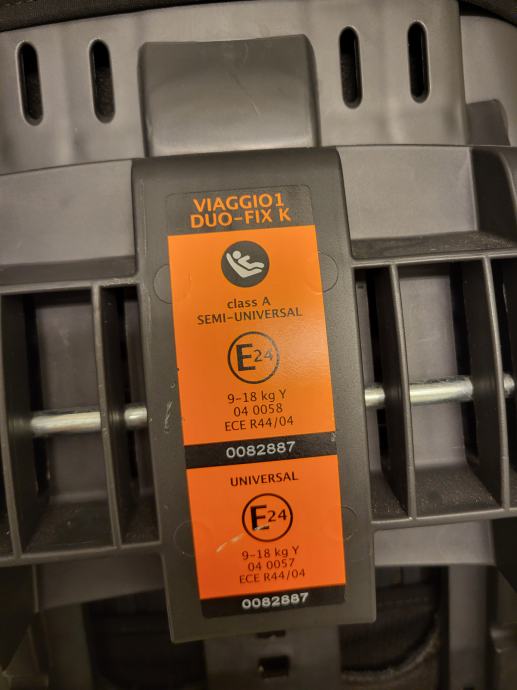 VIAGGIO1
DUO-FIX K
class A
SEMI-UNIVERSAL
E24
9-18 kg Y
04 0058
ECE R44/04
0082887
UNIVERSAL
E24
9-18 kg Y
04 0057
ECE R44/04
0082887